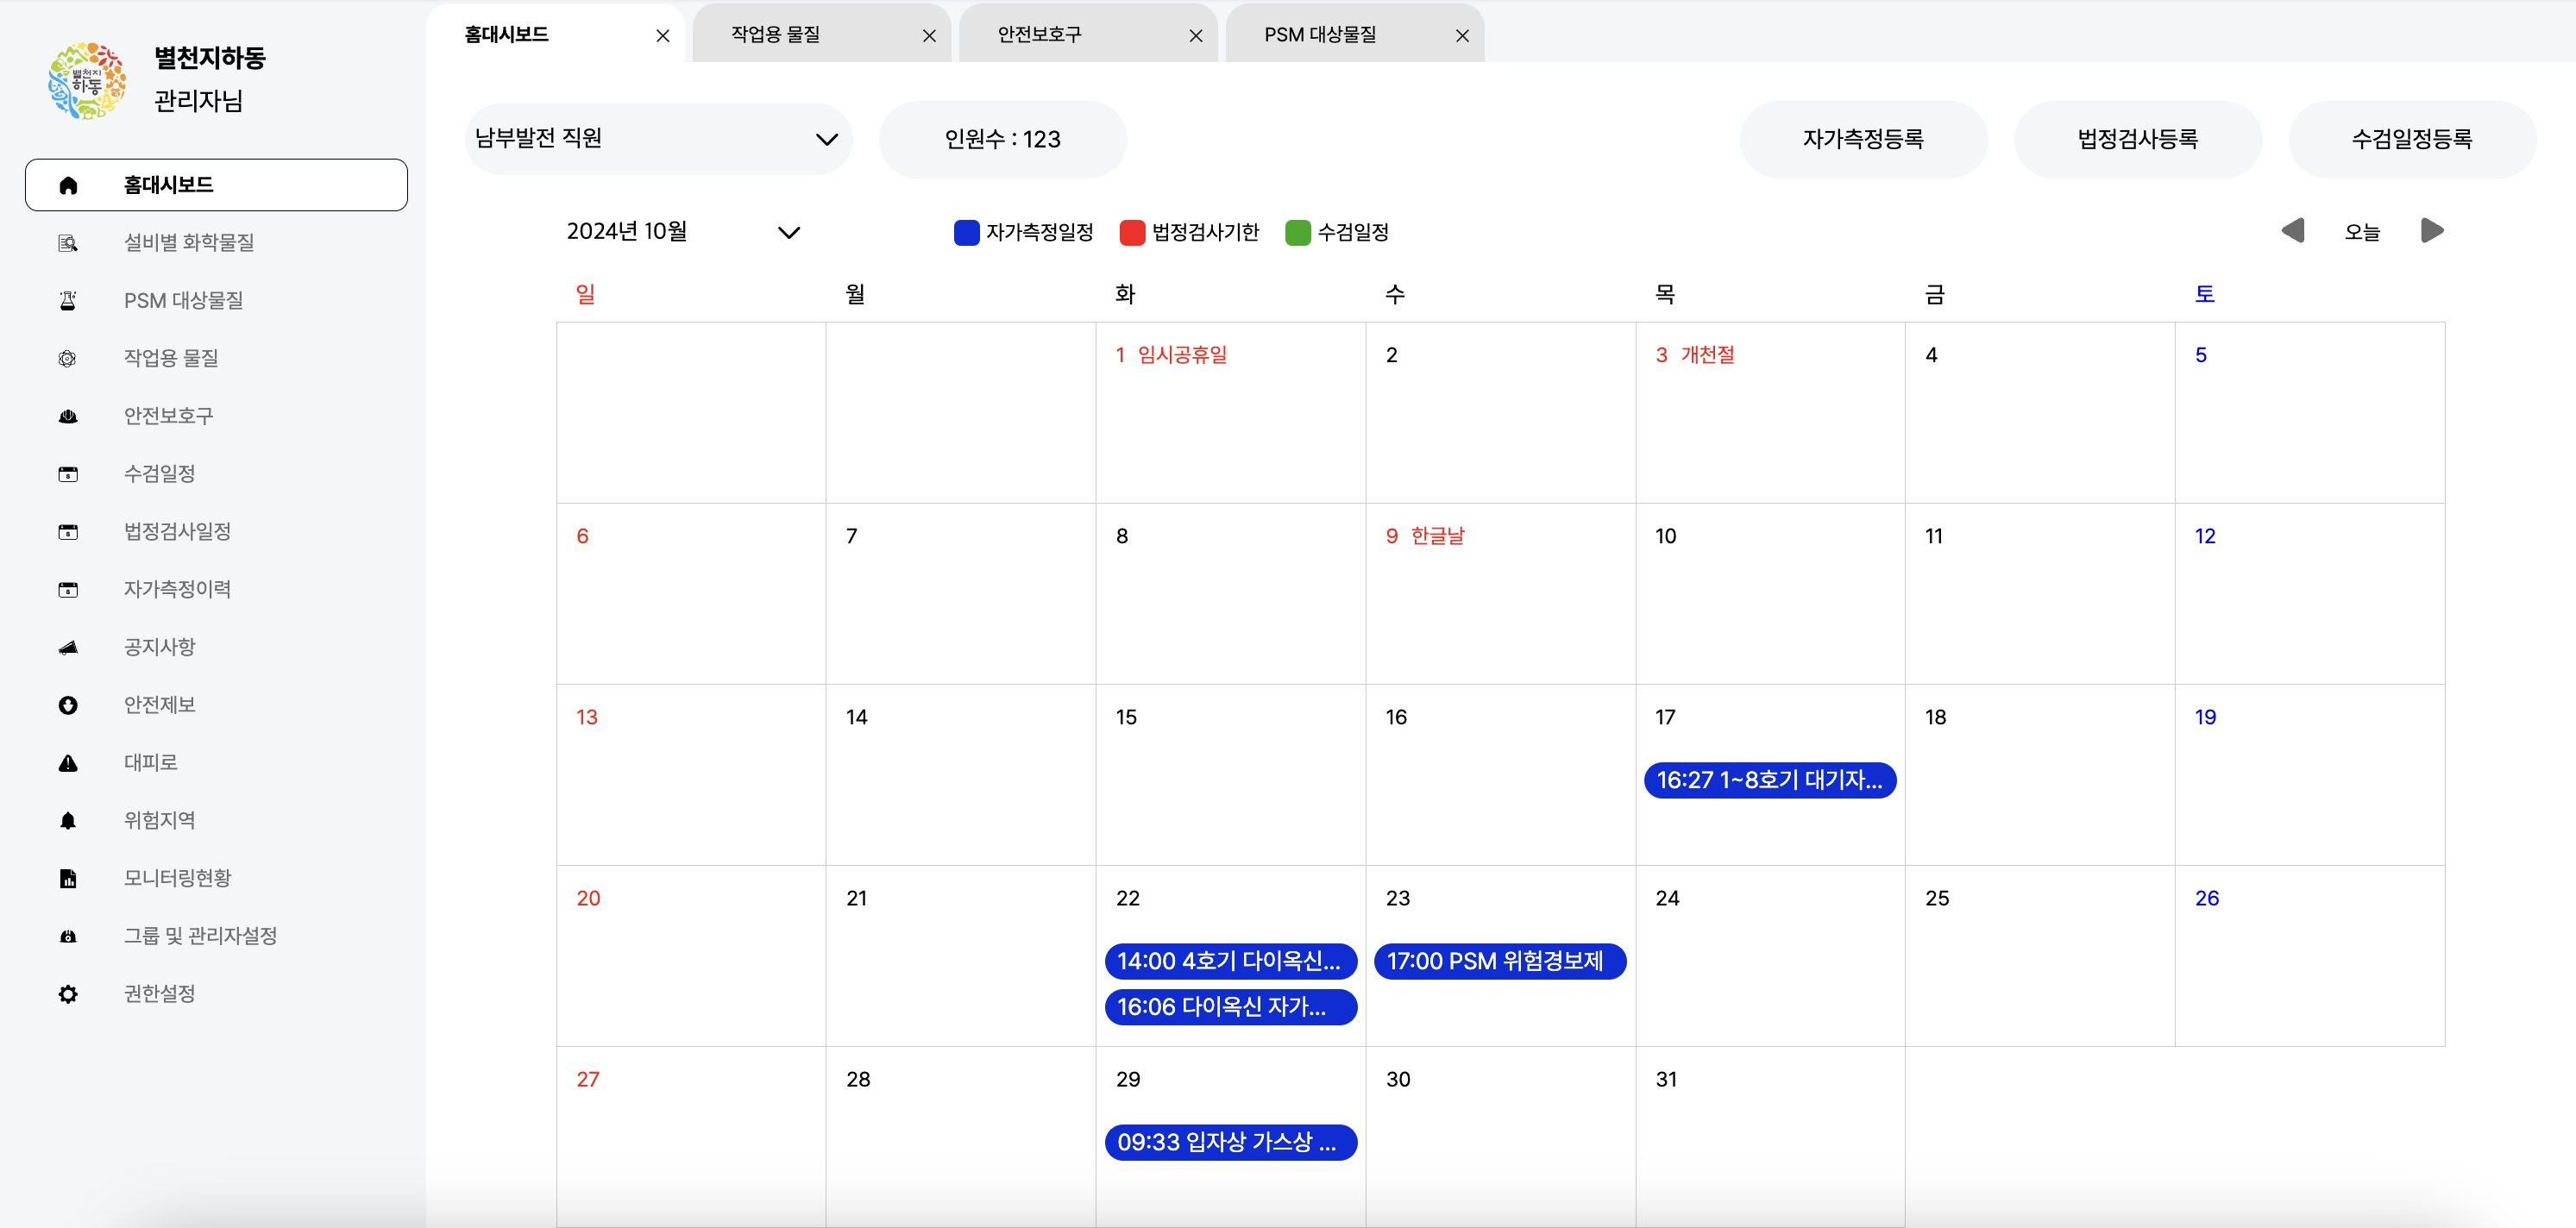 별천지하동
관리자님
별천지
하동
홈대시보드
설비별 화학물질
PSM 대상물질
작업용 물질
안전보호구
수검일정
법정검사일정
자가측정이력
공지사항
안전제보
대피로
위험지역
모니터링현황
그룹 및 관리자설정
권한설정
홈대시보드
작업용 물질
안전보호구
PSM 대상물질
남부발전 직원
인원수 : 123
자가측정등록
법정검사등록
수검일정등록
2024년 10월
자가측정일정
법정검사기한
수검일정
오늘
일 월 화 수 목 금 토
1 임시공휴일 2 3 개천절 4 5
6 7 8 9 한글날 10 11 12
13 14 15 16 17 18 19
16:27 1~8호기 대기자...
20 21 22 23 24 25 26
14:00 4호기 다이옥신... 17:00 PSM 위험경보제
16:06 다이옥신 자가...
27 28 29 30 31
09:33 입자상 가스상 ...